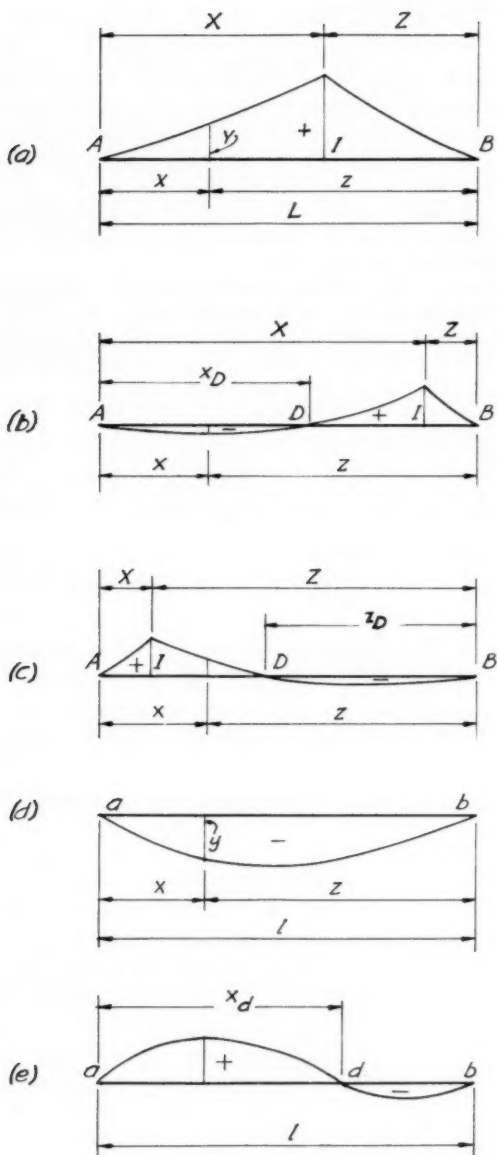 X Z
(a) A Y + I B
x z
L
X Z
x_D
(b) A - D + I B
x z
X Z
z_D
(c) A + I D - B
x z
(d) a y - b
x z
l
x_d
(e) a + d - b
l